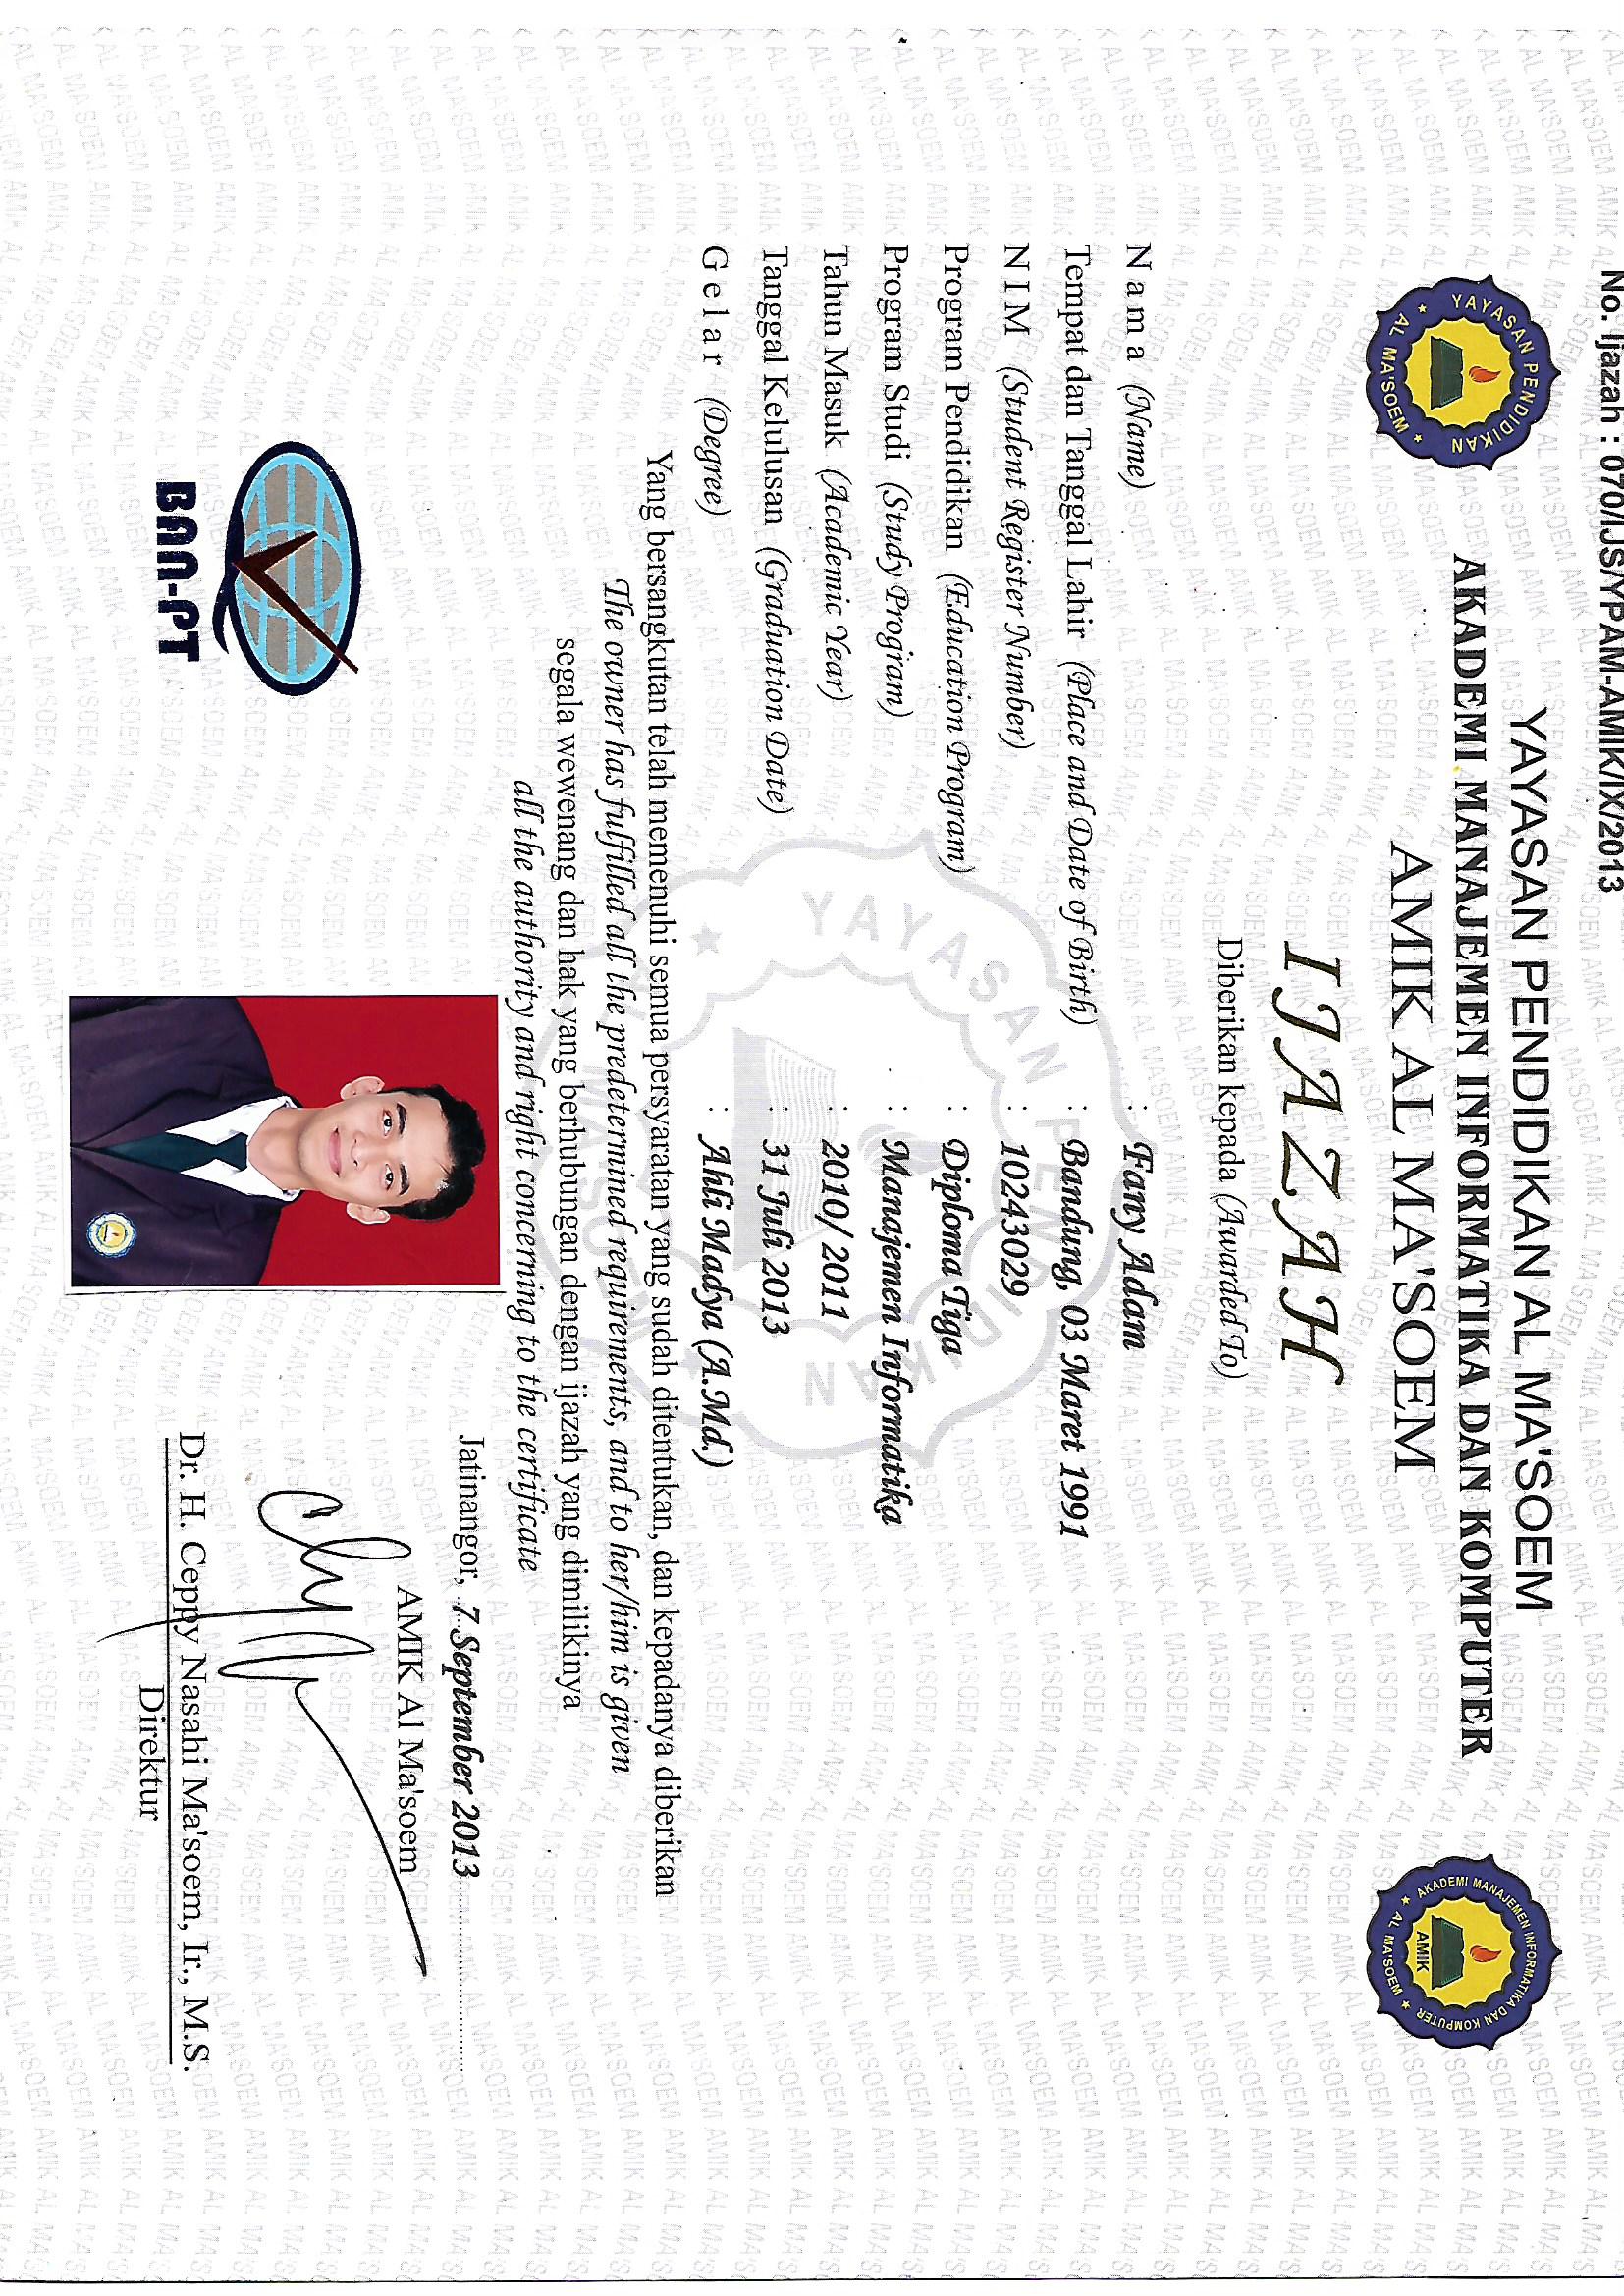 No. Ijazah : 070/IJS/YPAM-AMIK/IX/2013
YAYASAN PENDIDIKAN AL MA'SOEM
AKADEMI MANAJEMEN INFORMATIKA DAN KOMPUTER
AMIK AL MA'SOEM
YAYASAN PENDIDIKAN
AL MA'SOEM
AKADEMI MANAJEMEN INFORMATIKA DAN KOMPUTER
AMIK
AL MA'SOEM
IJAZAH
Diberikan kepada (Awarded To)
Nama (Name) : Fany Adam
Tempat dan Tanggal Lahir (Place and Date of Birth) : Bandung, 03 Maret 1991
NIM (Student Register Number) : 10243029
Program Pendidikan (Education Program) : Diploma Tiga
Program Studi (Study Program) : Manajemen Informatika
Tahun Masuk (Academic Year) : 2010/ 2011
Tanggal Kelulusan (Graduation Date) : 31 Juli 2013
Gelar (Degree) : Ahli Madya (A.Md.)
Yang bersangkutan telah memenuhi semua persyaratan yang sudah ditentukan, dan kepadanya diberikan
The owner has fulfilled all the predetermined requirements, and to her/him is given
segala wewenang dan hak yang berhubungan dengan ijazah yang dimilikinya
all the authority and right concerning to the certificate
Jatinangor, 7 September 2013
AMIK Al Ma'soem
BAN-PT
Dr. H. Ceppy Nasahi Ma'soem, Ir., M.S.
Direktur